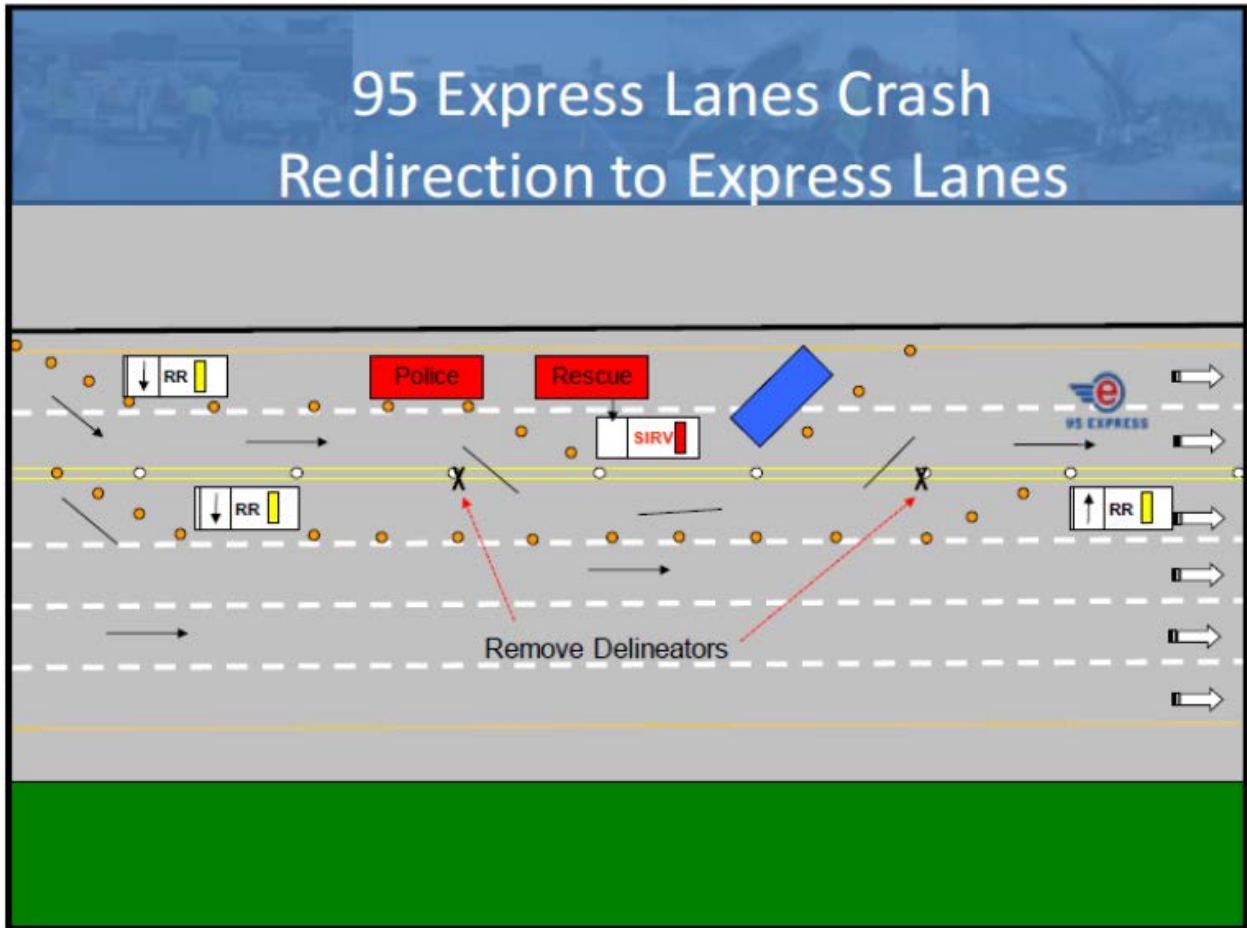 95 Express Lanes Crash
Redirection to Express Lanes
RR
Police
Rescue
SIRV
e
95 EXPRESS
RR
RR
X
X
Remove Delineators